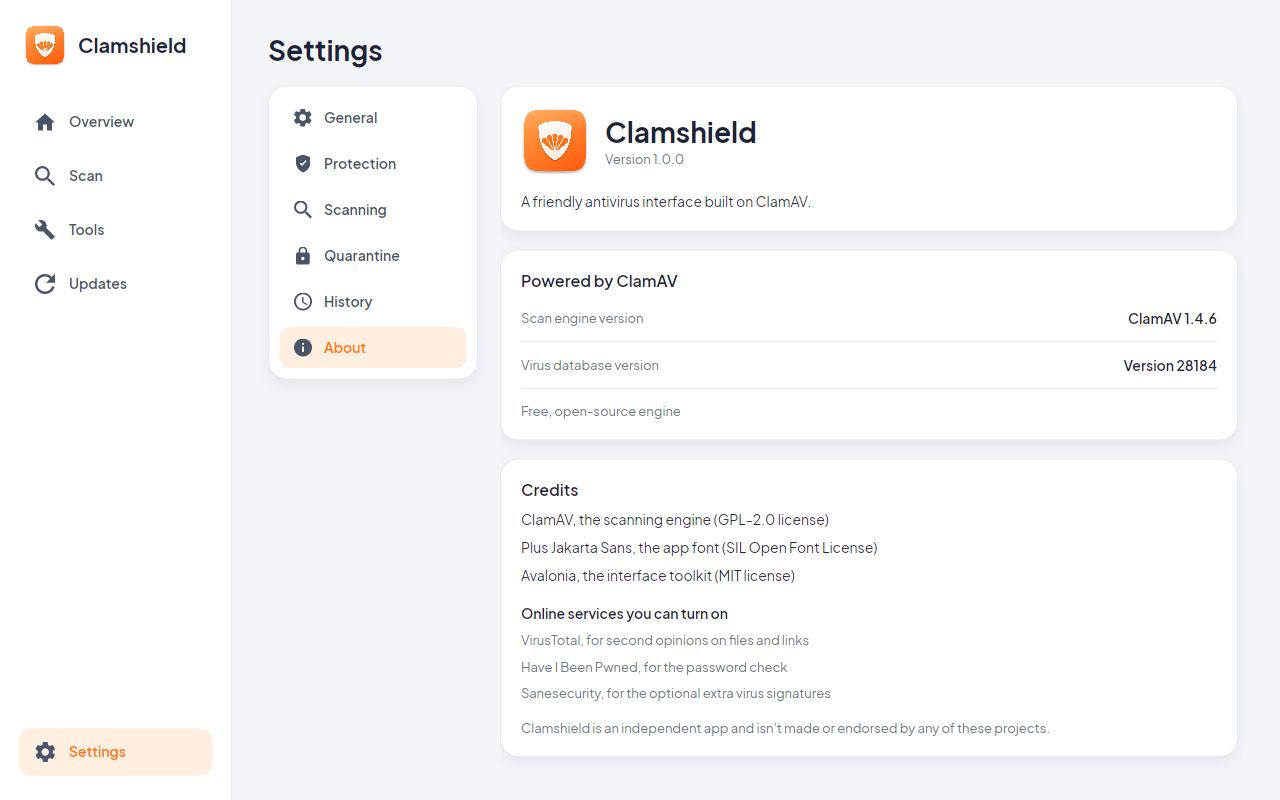 Clamshield
Overview
Scan
Tools
Updates
Settings
Settings
General
Protection
Scanning
Quarantine
History
About
Clamshield
Version 1.0.0
A friendly antivirus interface built on ClamAV.
Powered by ClamAV
Scan engine version ClamAV 1.4.6
Virus database version Version 28184
Free, open-source engine
Credits
ClamAV, the scanning engine (GPL-2.0 license)
Plus Jakarta Sans, the app font (SIL Open Font License)
Avalonia, the interface toolkit (MIT license)
Online services you can turn on
VirusTotal, for second opinions on files and links
Have I Been Pwned, for the password check
Sanesecurity, for the optional extra virus signatures
Clamshield is an independent app and isn't made or endorsed by any of these projects.